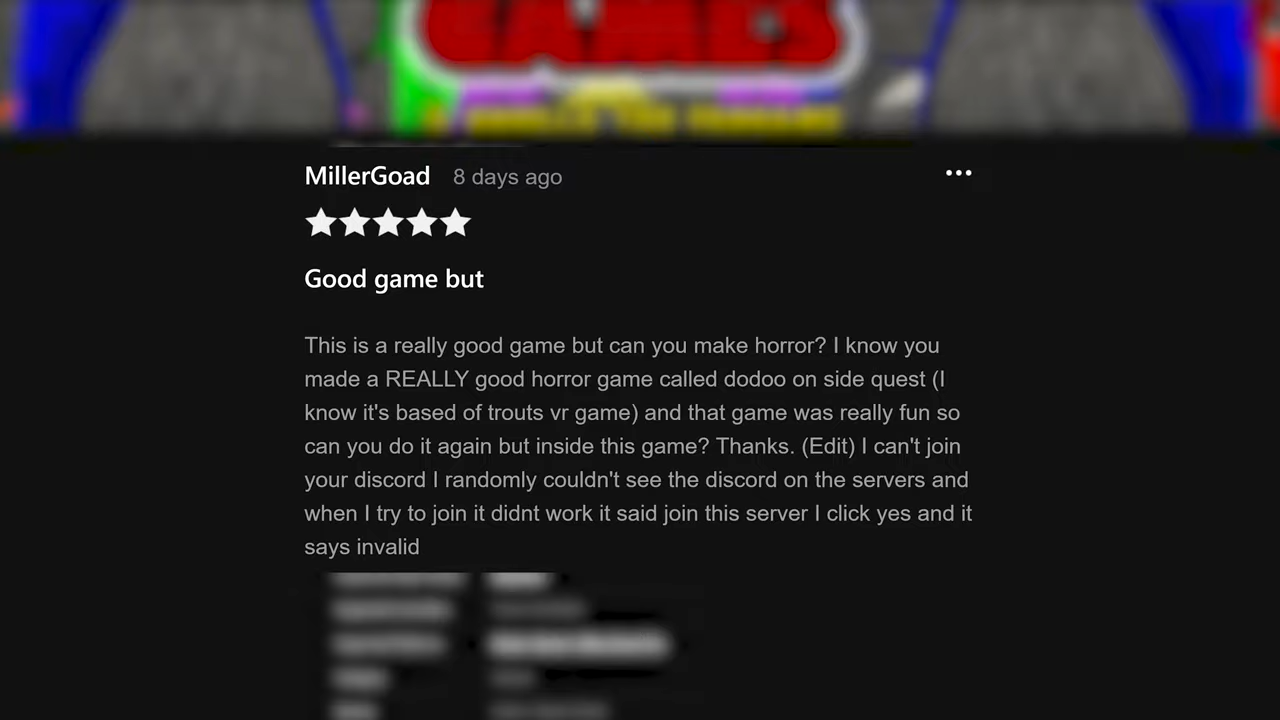 MillerGoad 8 days ago
Good game but
This is a really good game but can you make horror? I know you
made a REALLY good horror game called dodoo on side quest (I
know it's based of trouts vr game) and that game was really fun so
can you do it again but inside this game? Thanks. (Edit) I can't join
your discord I randomly couldn't see the discord on the servers and
when I try to join it didnt work it said join this server I click yes and it
says invalid